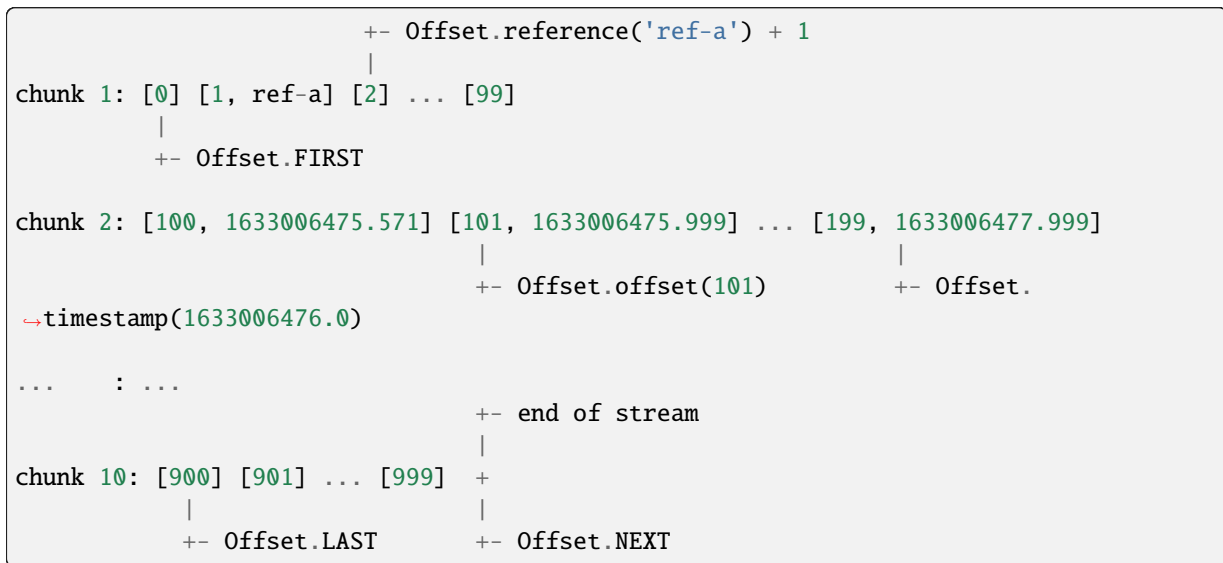 +- Offset.reference('ref-a') + 1
                       |
chunk 1: [0] [1, ref-a] [2] ... [99]
          |
          +- Offset.FIRST
chunk 2: [100, 1633006475.571] [101, 1633006475.999] ... [199, 1633006477.999]
                                |                            |
                                +- Offset.offset(101)        +- Offset.
↪timestamp(1633006476.0)
...    : ...
                                +- end of stream
                                |
chunk 10: [900] [901] ... [999]  +
            |                   |
            +- Offset.LAST      +- Offset.NEXT